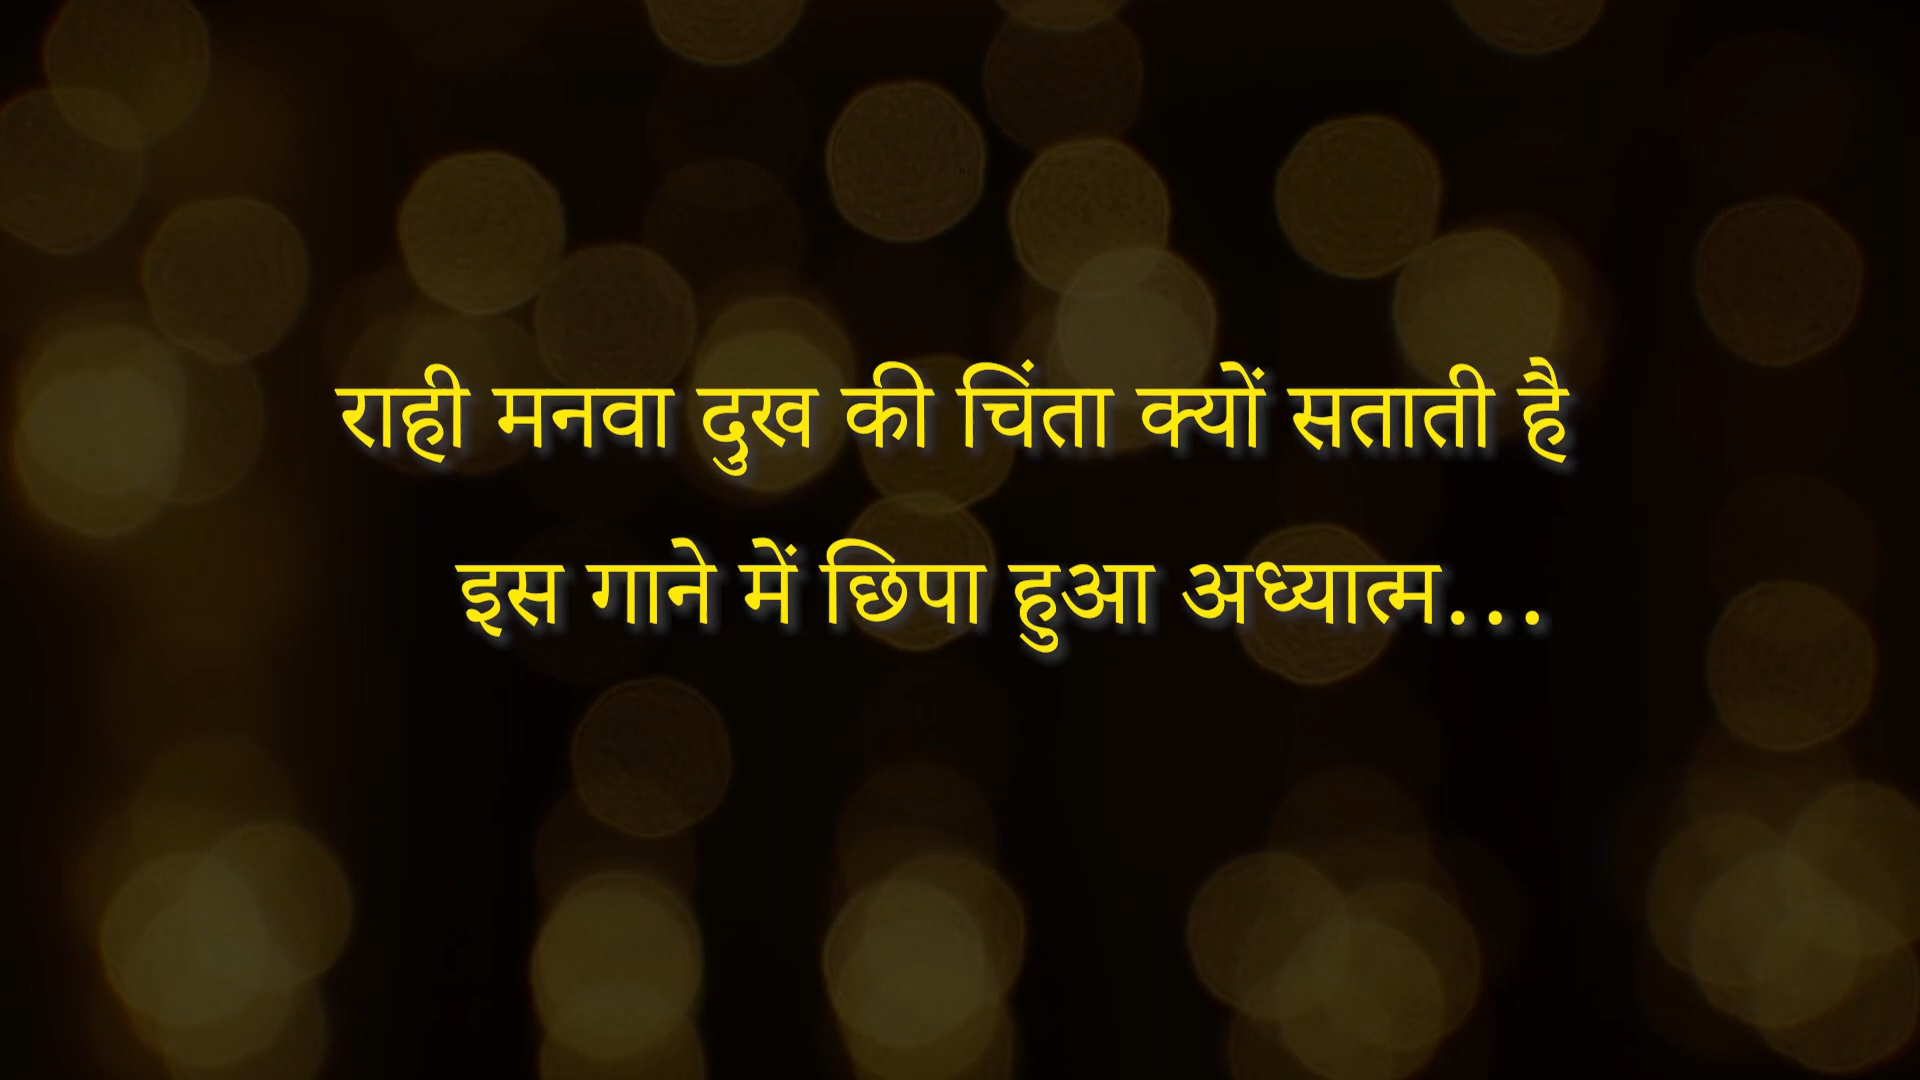 राही मनवा दुख की चिंता क्यों सताती है
इस गाने में छिपा हुआ अध्यात्म...